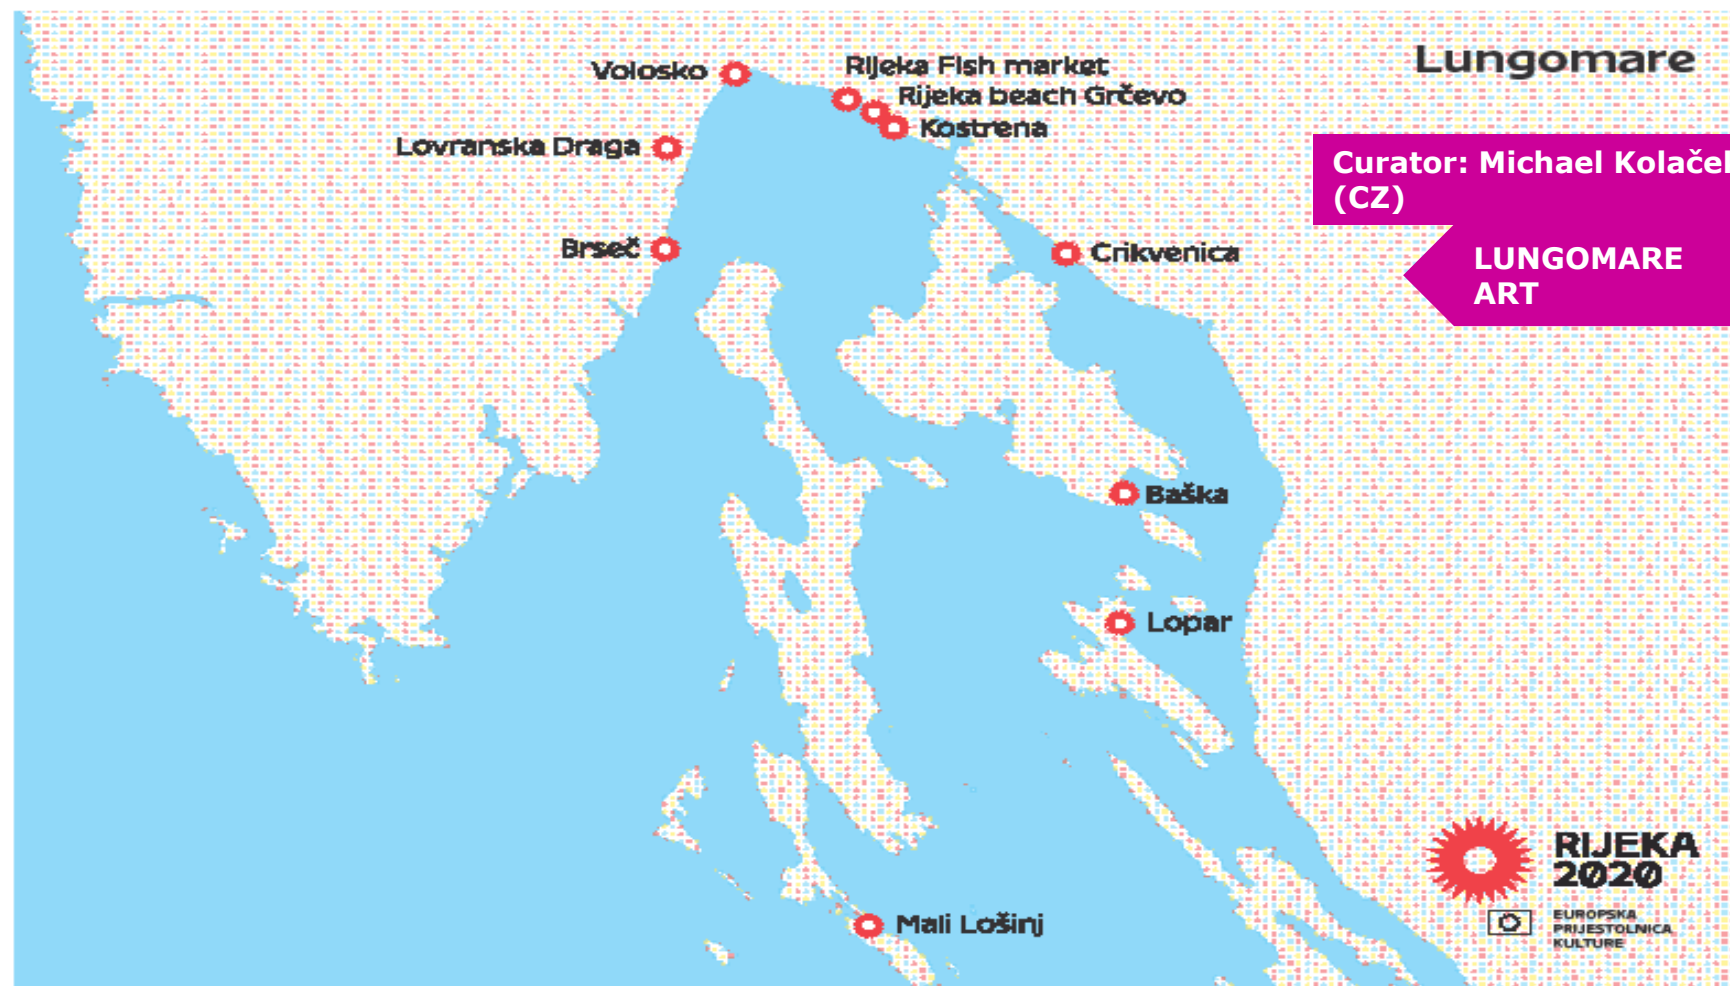 Lungomare
Volosko
Rijeka Fish market
Rijeka beach Grčevo
Kostrena
Lovranska Draga
Curator: Michael Kolaček
(CZ)
Brseč
Crikvenica
LUNGOMARE
ART
Baška
Lopar
Mali Lošinj
RIJEKA
2020
EUROPSKA
PRIJESTOLNICA
KULTURE